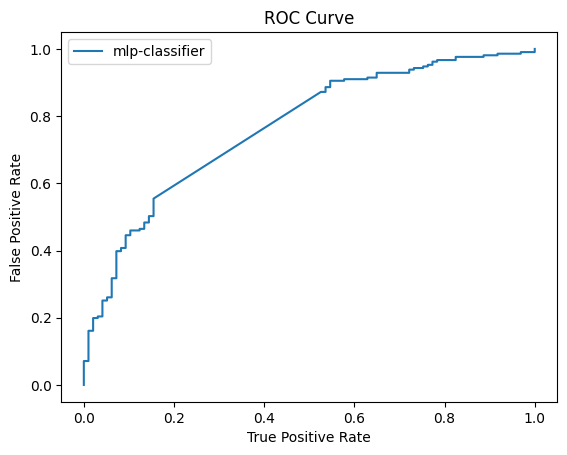 ROC Curve
mlp-classifier
1.0
0.8
0.6
0.4
0.2
0.0
False Positive Rate
0.0 0.2 0.4 0.6 0.8 1.0
True Positive Rate